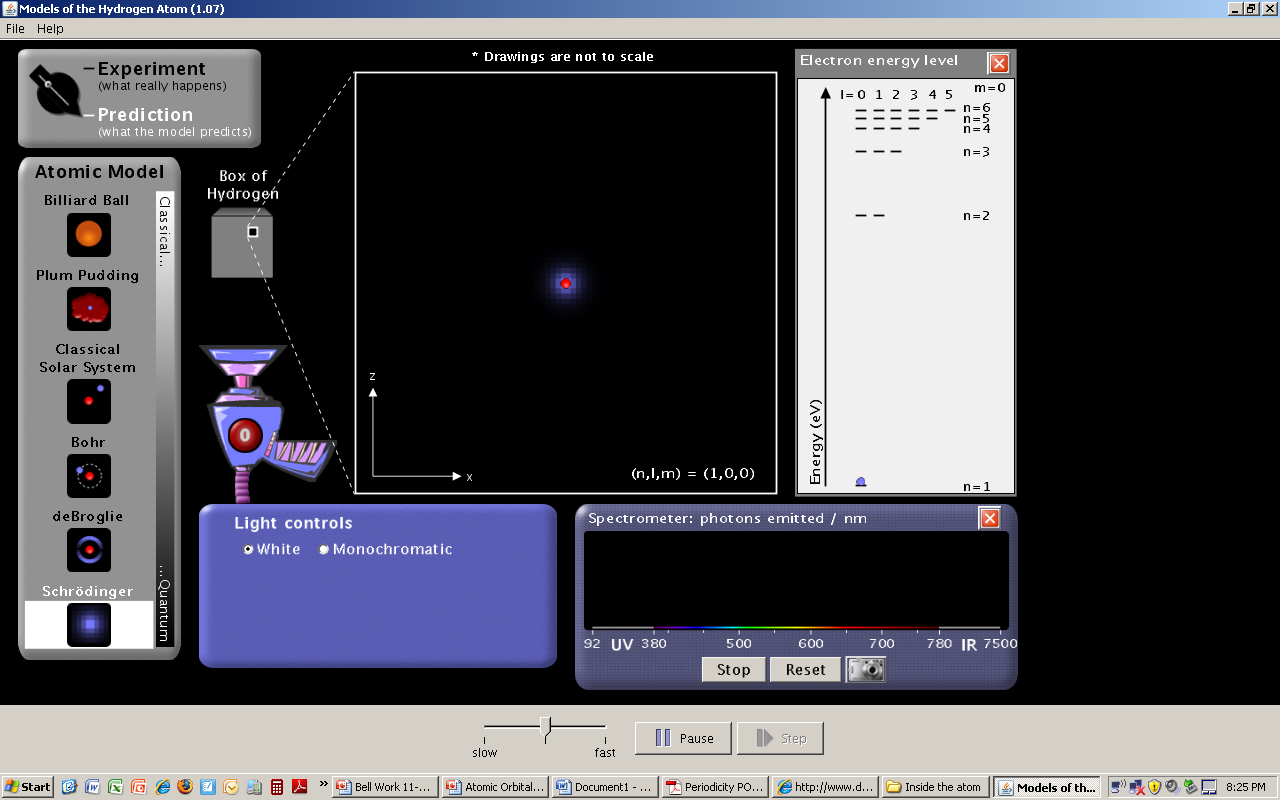 Models of the Hydrogen Atom (1.07)
File Help
Experiment
(what really happens)
Prediction
(what the model predicts)
Atomic Model
Billiard Ball
Plum Pudding
Classical
Solar System
Bohr
deBroglie
Schrödinger
Classical...
...Quantum
Box of
Hydrogen
0
* Drawings are not to scale
z
x
(n,l,m) = (1,0,0)
Electron energy level
l= 0 1 2 3 4 5 m=0
n=6
n=5
n=4
n=3
n=2
n=1
Energy (eV)
Light controls
White Monochromatic
Spectrometer: photons emitted / nm
92 UV 380 500 600 700 780 IR 7500
Stop Reset
slow fast
Pause Step
Start » Bell Work 11-... Atomic Orbital... Document1 - ... Periodicity PO... http://www.d... Inside the atom Models of th... 8:25 PM